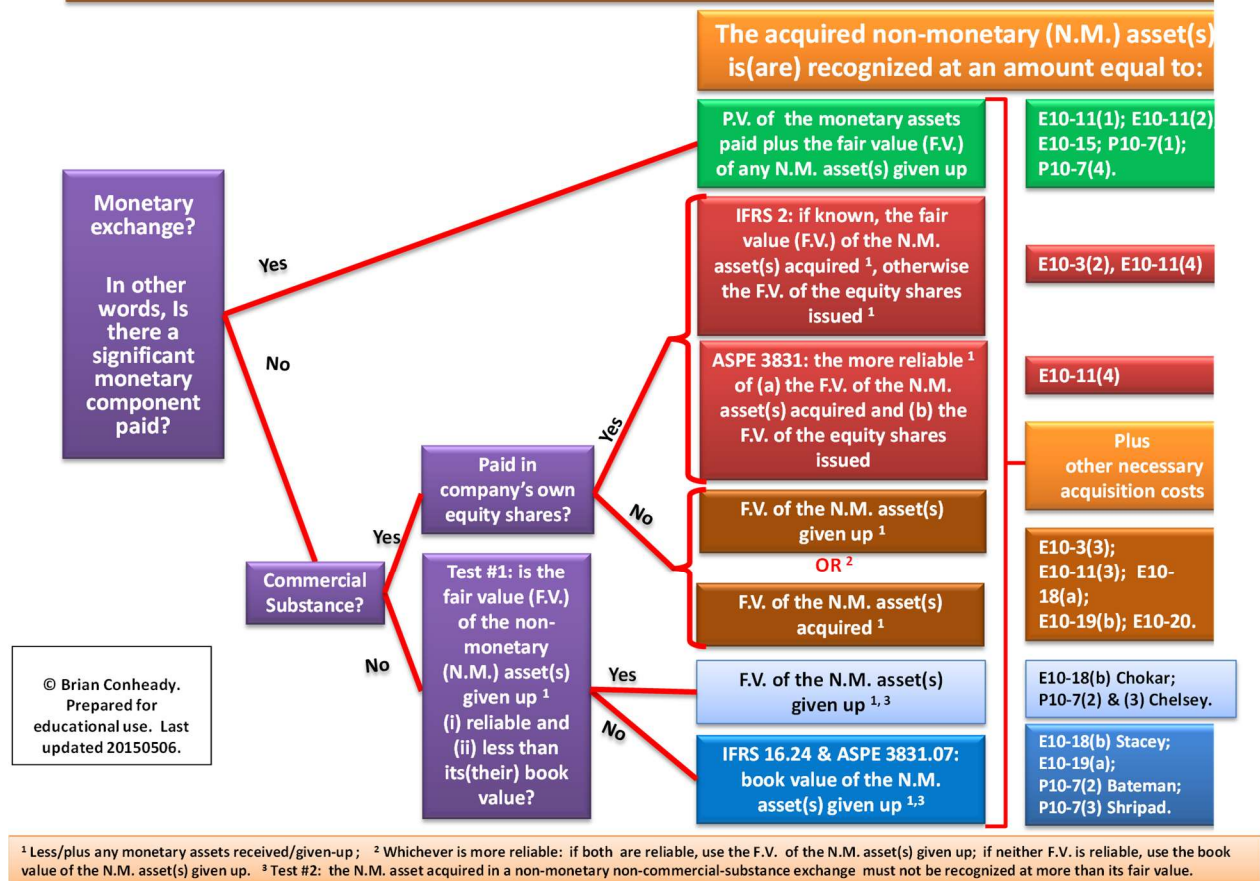 The acquired non-monetary (N.M.) asset(s)
is(are) recognized at an amount equal to:
Monetary
exchange?
In other
words, Is
there a
significant
monetary
component
paid?
Yes
No
P.V. of the monetary assets
paid plus the fair value (F.V.)
of any N.M. asset(s) given up
E10-11(1); E10-11(2)
E10-15; P10-7(1);
P10-7(4).
IFRS 2: if known, the fair
value (F.V.) of the N.M.
asset(s) acquired ¹, otherwise
the F.V. of the equity shares
issued ¹
E10-3(2), E10-11(4)
ASPE 3831: the more reliable ¹
of (a) the F.V. of the N.M.
asset(s) acquired and (b) the
F.V. of the equity shares
issued
E10-11(4)
Plus
other necessary
acquisition costs
Commercial
Substance?
Yes
No
Paid in
company’s own
equity shares?
Yes
No
F.V. of the N.M. asset(s)
given up ¹
OR ²
F.V. of the N.M. asset(s)
acquired ¹
E10-3(3);
E10-11(3); E10-
18(a);
E10-19(b); E10-20.
Test #1: is the
fair value (F.V.)
of the non-
monetary
(N.M.) asset(s)
given up ¹
(i) reliable and
(ii) less than
its(their) book
value?
Yes
No
F.V. of the N.M. asset(s)
given up ¹, ³
E10-18(b) Chokar;
P10-7(2) & (3) Chelsey.
IFRS 16.24 & ASPE 3831.07:
book value of the N.M.
asset(s) given up ¹,³
E10-18(b) Stacey;
E10-19(a);
P10-7(2) Bateman;
P10-7(3) Shripad.
© Brian Conheady.
Prepared for
educational use. Last
updated 20150506.
¹ Less/plus any monetary assets received/given-up ; ² Whichever is more reliable: if both are reliable, use the F.V. of the N.M. asset(s) given up; if neither F.V. is reliable, use the book
value of the N.M. asset(s) given up. ³ Test #2: the N.M. asset acquired in a non-monetary non-commercial-substance exchange must not be recognized at more than its fair value.